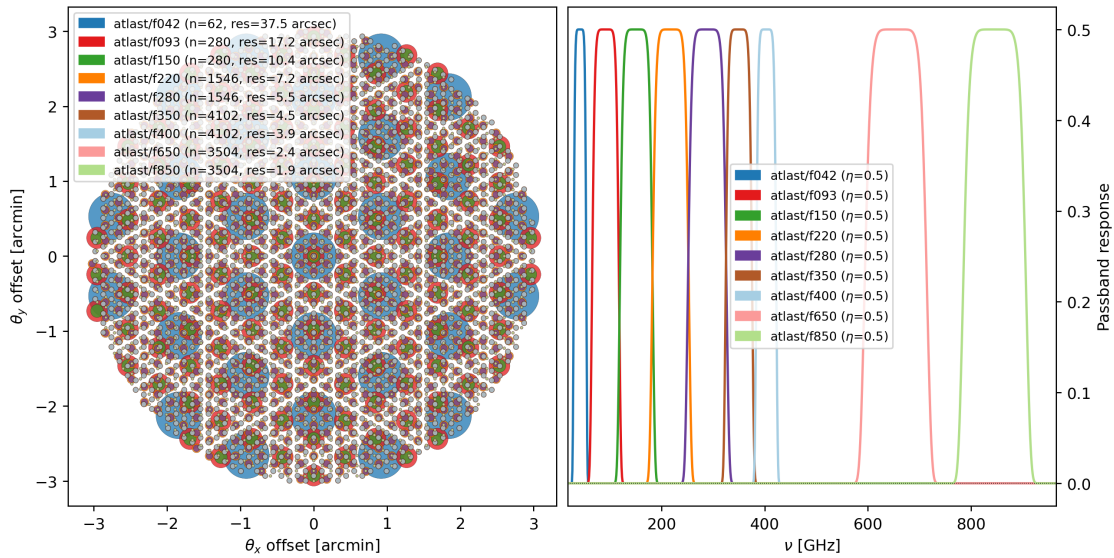 atlast/f042 (n=62, res=37.5 arcsec)
atlast/f093 (n=280, res=17.2 arcsec)
atlast/f150 (n=280, res=10.4 arcsec)
atlast/f220 (n=1546, res=7.2 arcsec)
atlast/f280 (n=1546, res=5.5 arcsec)
atlast/f350 (n=4102, res=4.5 arcsec)
atlast/f400 (n=4102, res=3.9 arcsec)
atlast/f650 (n=3504, res=2.4 arcsec)
atlast/f850 (n=3504, res=1.9 arcsec)
3
2
1
0
−1
−2
−3
θy offset [arcmin]
−3 −2 −1 0 1 2 3
θx offset [arcmin]
atlast/f042 (η=0.5)
atlast/f093 (η=0.5)
atlast/f150 (η=0.5)
atlast/f220 (η=0.5)
atlast/f280 (η=0.5)
atlast/f350 (η=0.5)
atlast/f400 (η=0.5)
atlast/f650 (η=0.5)
atlast/f850 (η=0.5)
0.5
0.4
0.3
0.2
0.1
0.0
Passband response
200 400 600 800
ν [GHz]